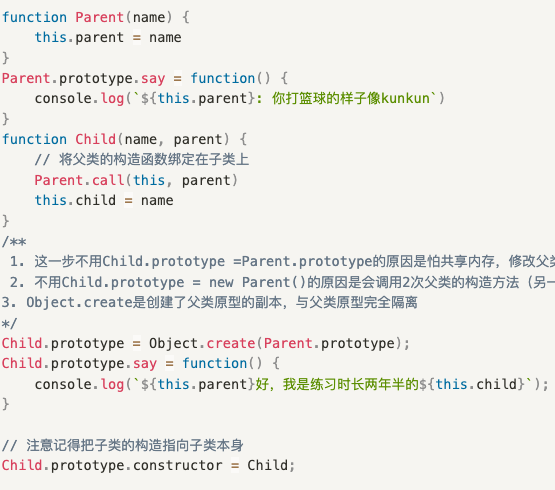 function Parent(name) {
    this.parent = name
}
Parent.prototype.say = function() {
    console.log(`${this.parent}: 你打篮球的样子像kunkun`)
}
function Child(name, parent) {
    // 将父类的构造函数绑定在子类上
    Parent.call(this, parent)
    this.child = name
}
/**
 1. 这一步不用Child.prototype =Parent.prototype的原因是怕共享内存，修改父类
 2. 不用Child.prototype = new Parent()的原因是会调用2次父类的构造方法（另一
3. Object.create是创建了父类原型的副本，与父类原型完全隔离
*/
Child.prototype = Object.create(Parent.prototype);
Child.prototype.say = function() {
    console.log(`${this.parent}好，我是练习时长两年半的${this.child}`);
}

// 注意记得把子类的构造指向子类本身
Child.prototype.constructor = Child;